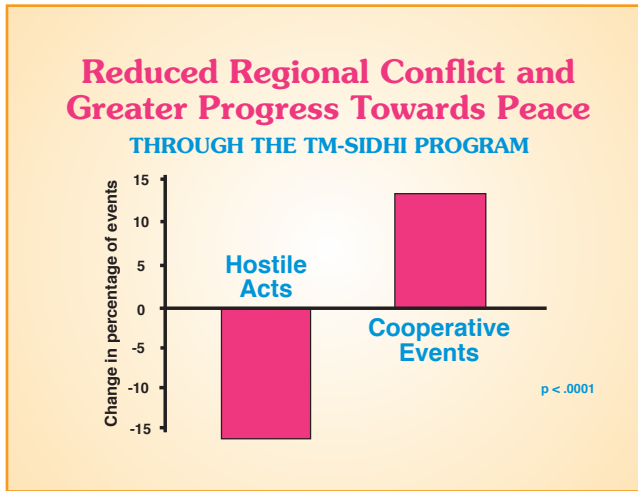 Reduced Regional Conflict and
Greater Progress Towards Peace
THROUGH THE TM-SIDHI PROGRAM
Change in percentage of events
15
10
5
0
-5
-10
-15
Hostile
Acts
Cooperative
Events
p < .0001